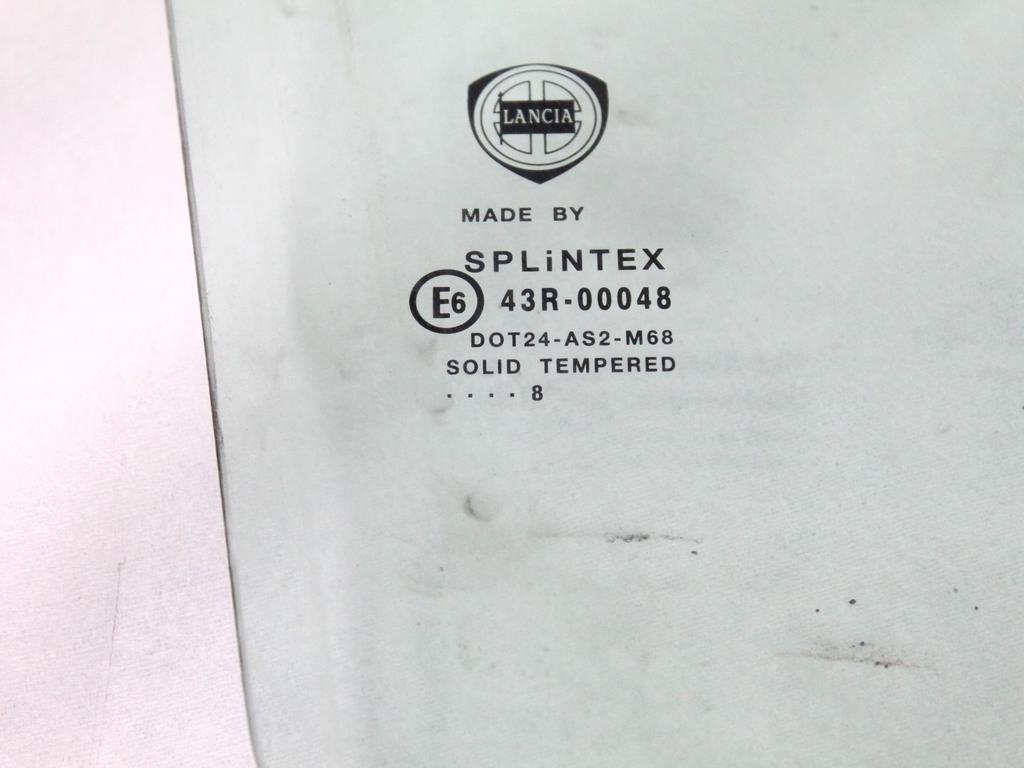 LANCIA
MADE BY
SPLiNTEX
E6 43R-00048
DOT24-AS2-M68
SOLID TEMPERED
.... 8